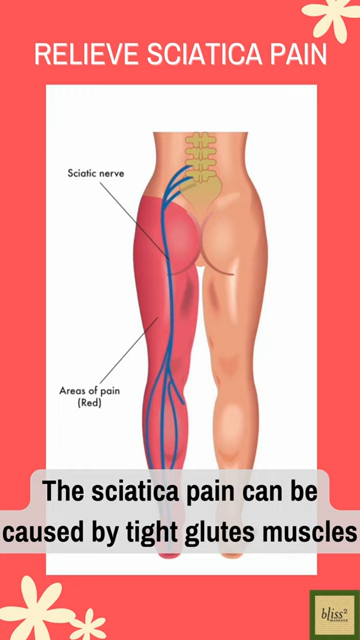 RELIEVE SCIATICA PAIN
Sciatic nerve
Areas of pain
(Red)
The sciatica pain can be
caused by tight glutes muscles
bliss²